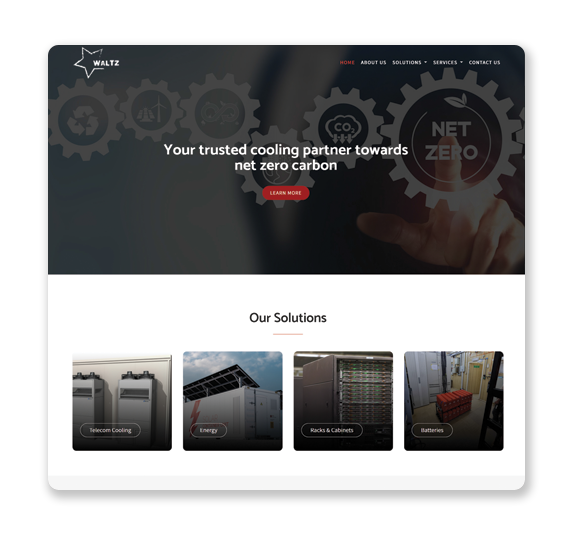 WALTZ
HOME ABOUT US SOLUTIONS SERVICES CONTACT US
CO₂
NET
ZERO
Your trusted cooling partner towards
net zero carbon
LEARN MORE
Our Solutions
Telecom Cooling
Energy
Racks & Cabinets
Batteries